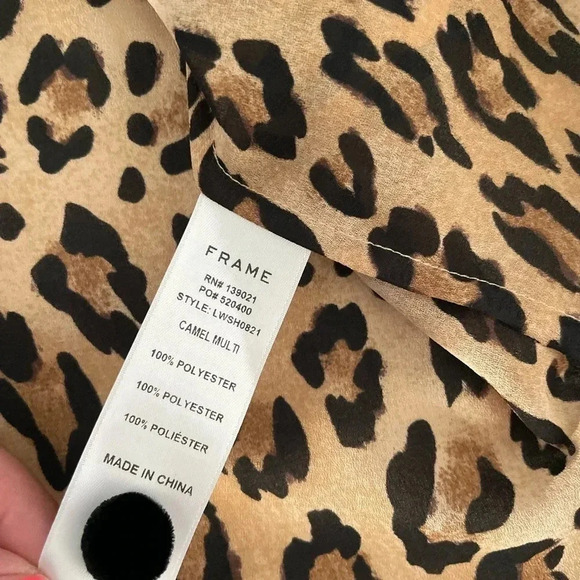 FRAME
RN# 139021
PO# 520400
STYLE: LWSH0821
CAMEL MULTI
100% POLYESTER
100% POLYESTER
100% POLIÉSTER
MADE IN CHINA